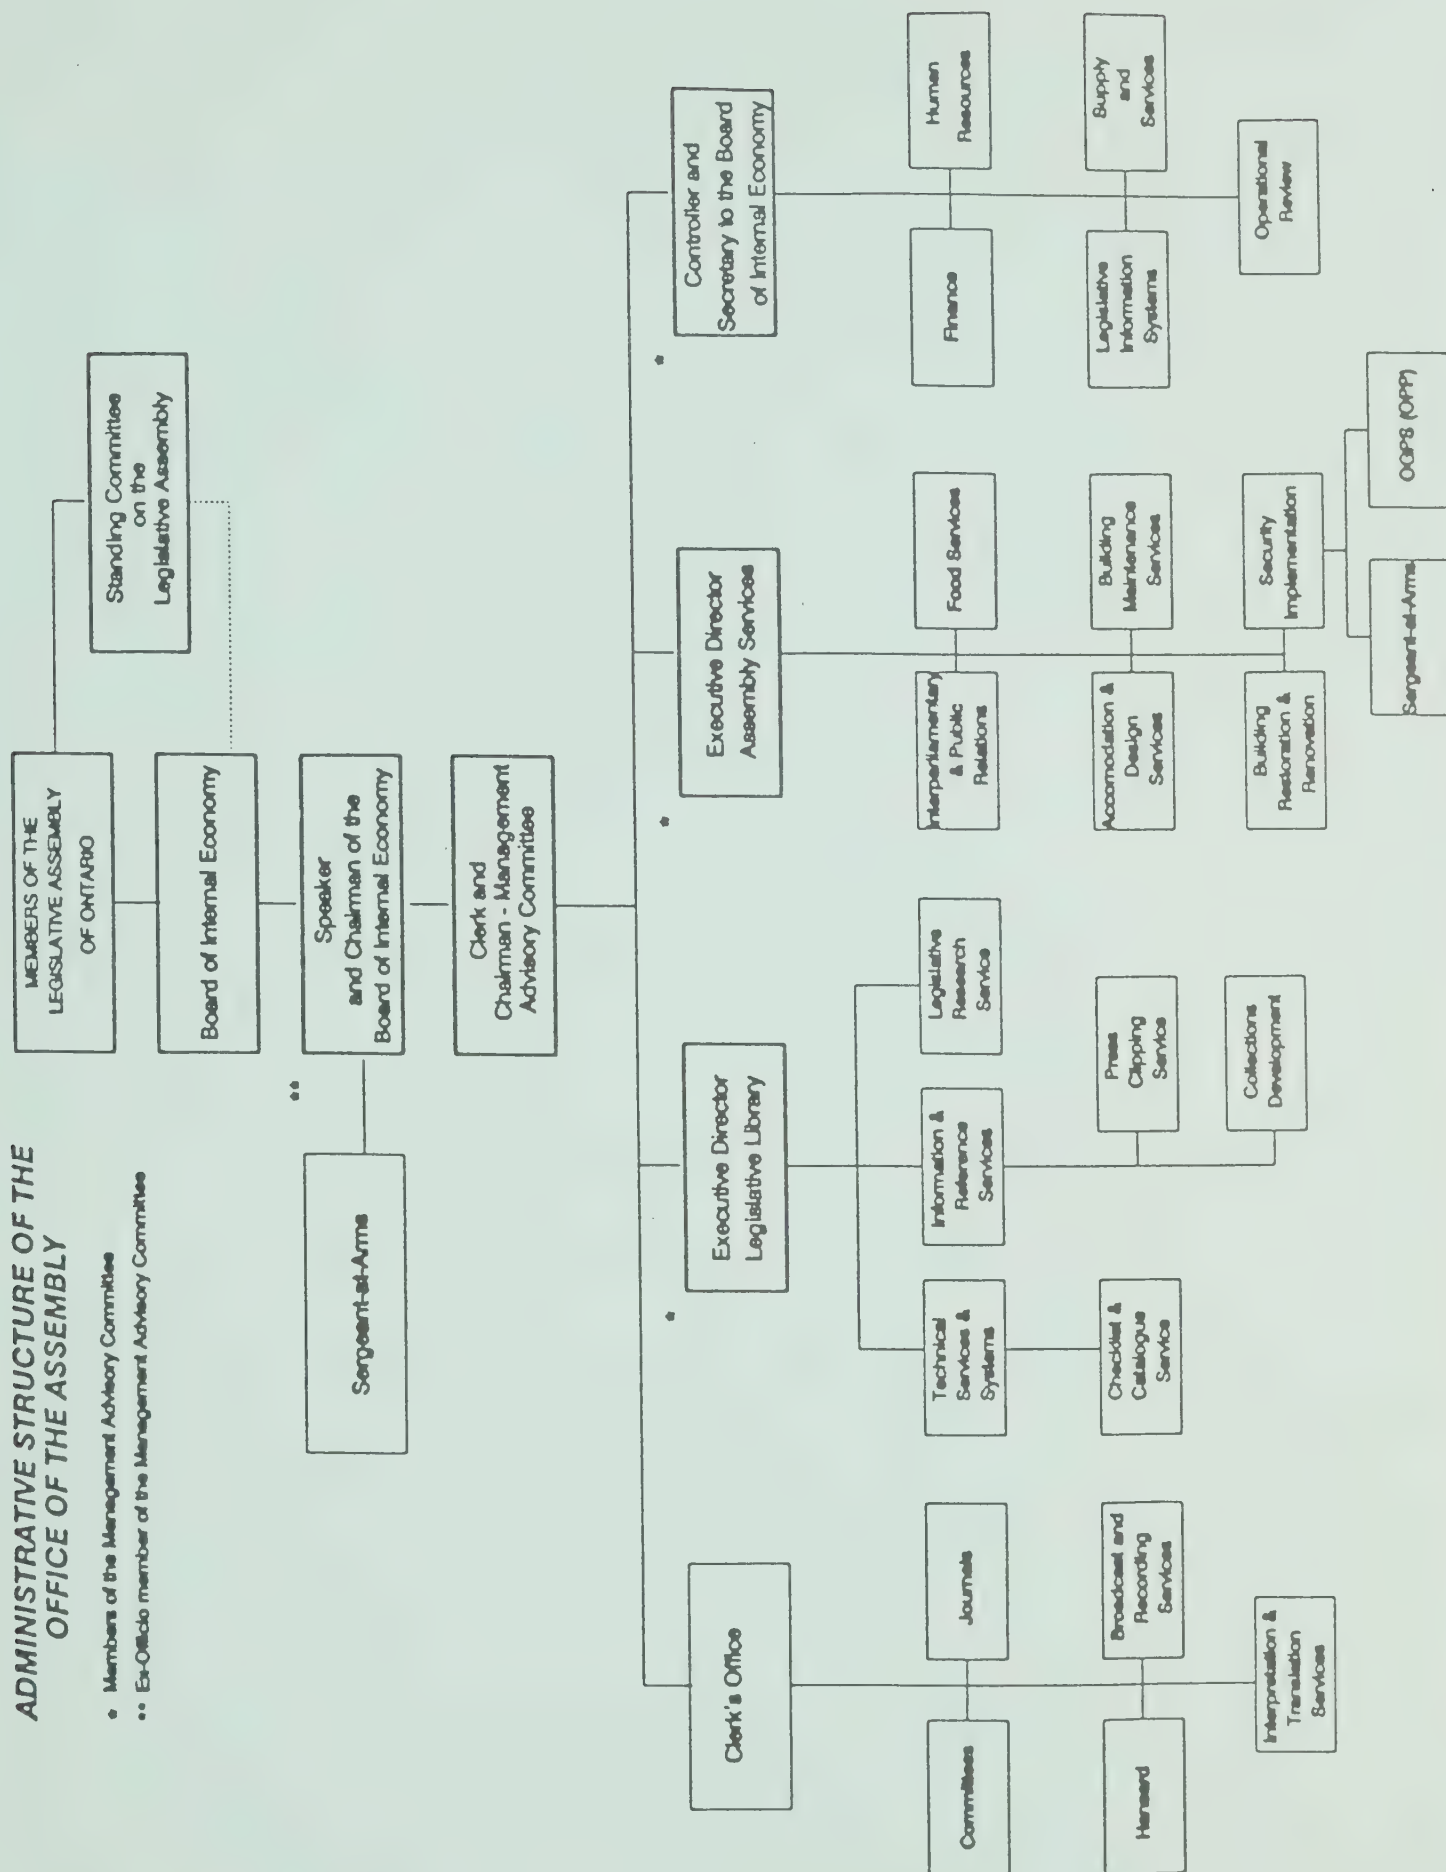 ADMINISTRATIVE STRUCTURE OF THE
OFFICE OF THE ASSEMBLY
* Members of the Management Advisory Committee
** Ex-Officio member of the Management Advisory Committee
MEMBERS OF THE
LEGISLATIVE ASSEMBLY
OF ONTARIO
Standing Committee
on the
Legislative Assembly
Board of Internal Economy
**
Speaker
and Chairman of the
Board of Internal Economy
Sergeant-at-Arms
Clerk and
Chairman - Management
Advisory Committee
Clerk's Office
*
Executive Director
Legislative Library
*
Executive Director
Assembly Services
*
Controller and
Secretary to the Board
of Internal Economy
Committees
Journals
Hansard
Broadcast and
Recording
Services
Interpretation &
Translation
Services
Technical
Services &
Systems
Information &
Reference
Services
Legislative
Research
Service
Checklist &
Catalogue
Service
Press
Clipping
Service
Collections
Development
Interparliamentary
& Public
Relations
Food Services
Accomodation &
Design
Services
Building
Maintenance
Services
Building
Restoration &
Renovation
Security
Implementation
Sergeant-at-Arms
OGPS (OPP)
Finance
Human
Resources
Legislative
Information
Systems
Supply
and
Services
Operational
Review